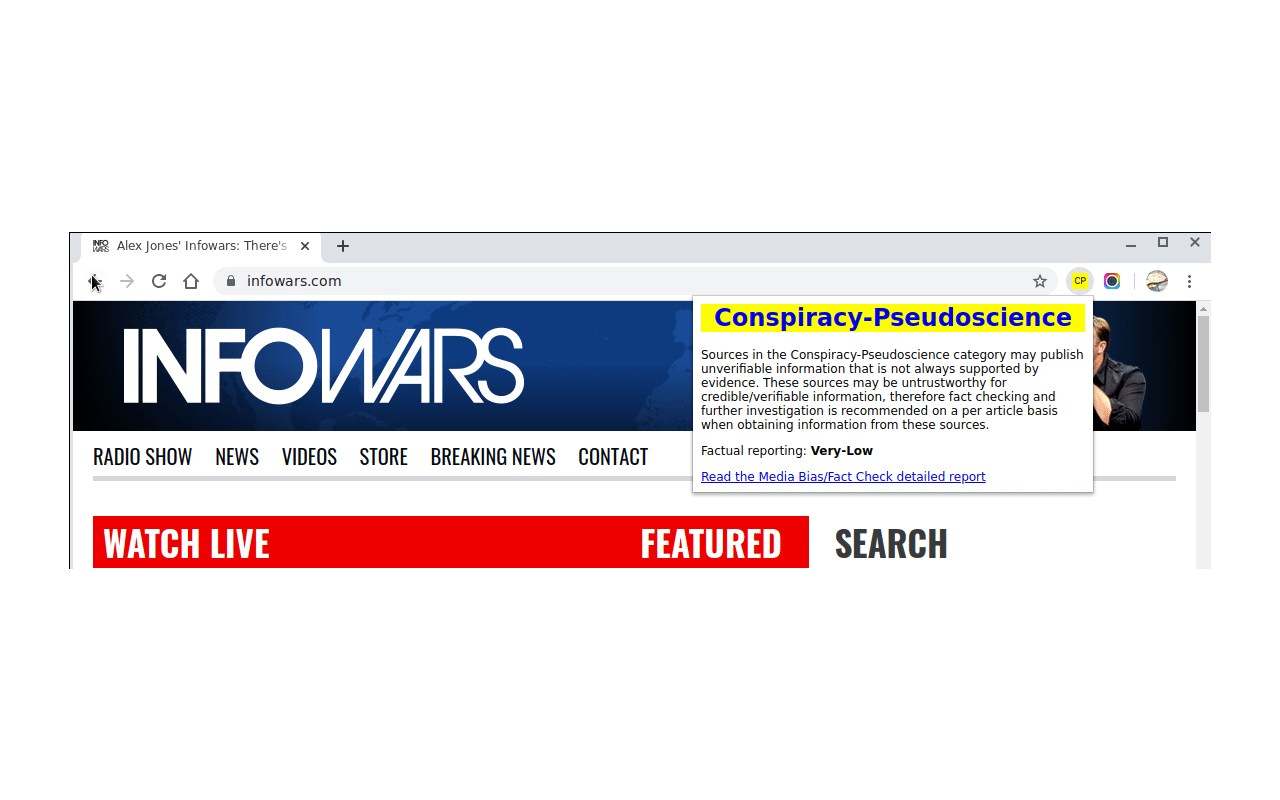 INFO WARS Alex Jones' Infowars: There's
infowars.com
CP
Conspiracy-Pseudoscience
INFOWARS
Sources in the Conspiracy-Pseudoscience category may publish
unverifiable information that is not always supported by
evidence. These sources may be untrustworthy for
credible/verifiable information, therefore fact checking and
further investigation is recommended on a per article basis
when obtaining information from these sources.
Factual reporting: Very-Low
Read the Media Bias/Fact Check detailed report
RADIO SHOW NEWS VIDEOS STORE BREAKING NEWS CONTACT
WATCH LIVE FEATURED SEARCH